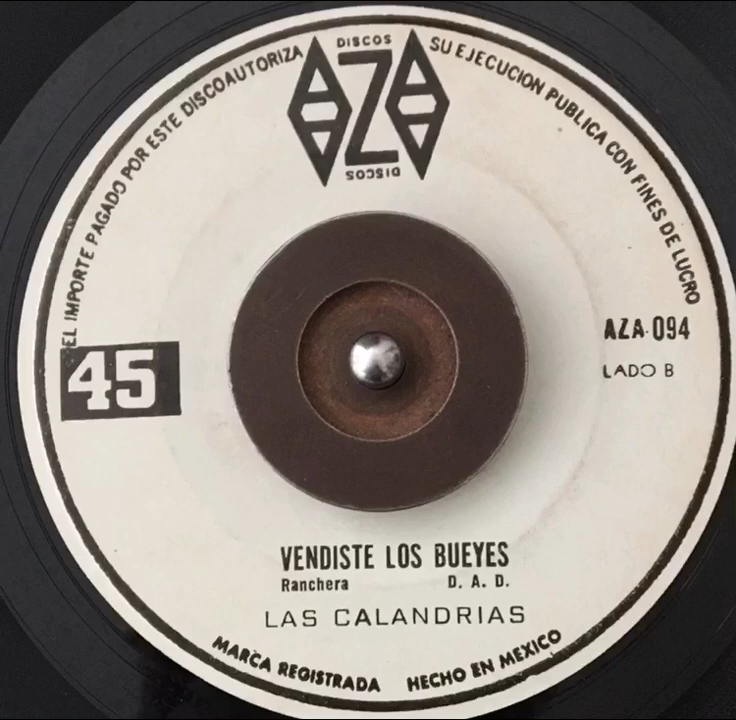 EL IMPORTE PAGADO POR ESTE DISCO AUTORIZA SU EJECUCION PUBLICA CON FINES DE LUCRO
DISCOS
AZA
DISCOS
45
AZA-094
LADO B
VENDISTE LOS BUEYES
Ranchera D. A. D.
LAS CALANDRIAS
MARCA REGISTRADA HECHO EN MEXICO